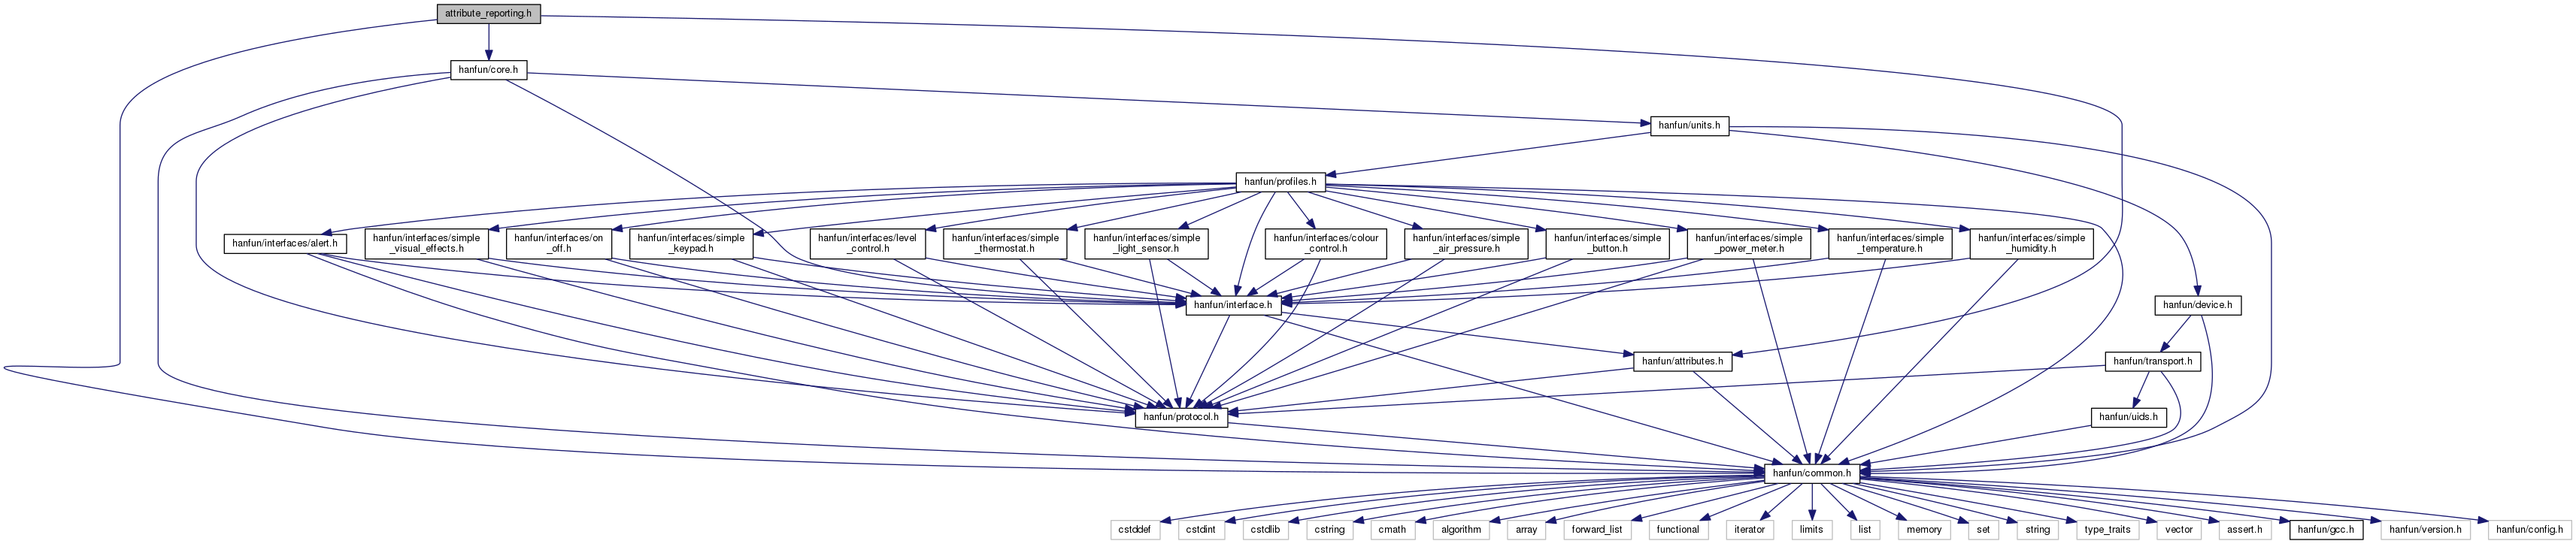 attribute_reporting.h
hanfun/core.h
hanfun/units.h
hanfun/profiles.h
hanfun/interfaces/alert.h
hanfun/interfaces/simple
_visual_effects.h
hanfun/interfaces/on
_off.h
hanfun/interfaces/simple
_keypad.h
hanfun/interfaces/level
_control.h
hanfun/interfaces/simple
_thermostat.h
hanfun/interfaces/simple
_light_sensor.h
hanfun/interfaces/colour
_control.h
hanfun/interfaces/simple
_air_pressure.h
hanfun/interfaces/simple
_button.h
hanfun/interfaces/simple
_power_meter.h
hanfun/interfaces/simple
_temperature.h
hanfun/interfaces/simple
_humidity.h
hanfun/interface.h
hanfun/device.h
hanfun/attributes.h
hanfun/transport.h
hanfun/protocol.h
hanfun/uids.h
hanfun/common.h
cstddef
cstdint
cstdlib
cstring
cmath
algorithm
array
forward_list
functional
iterator
limits
list
memory
set
string
type_traits
vector
assert.h
hanfun/gcc.h
hanfun/version.h
hanfun/config.h